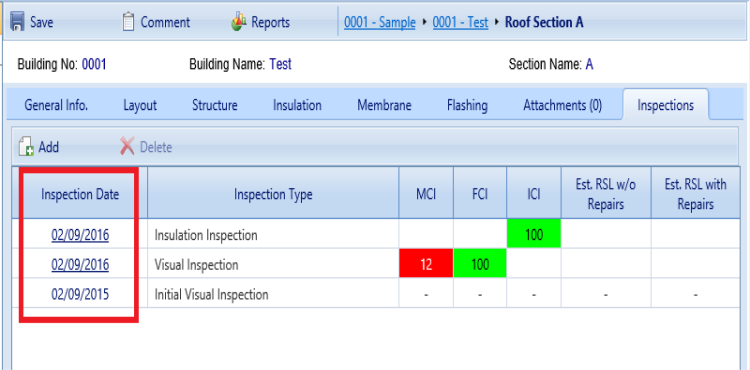 Save Comment Reports 0001 - Sample ▸ 0001 - Test ▸ Roof Section A
Building No: 0001 Building Name: Test Section Name: A
General Info. Layout Structure Insulation Membrane Flashing Attachments (0) Inspections
Add Delete
Inspection Date Inspection Type MCI FCI ICI Est. RSL w/o Repairs Est. RSL with Repairs
02/09/2016 Insulation Inspection 100
02/09/2016 Visual Inspection 12 100
02/09/2015 Initial Visual Inspection - - - - -